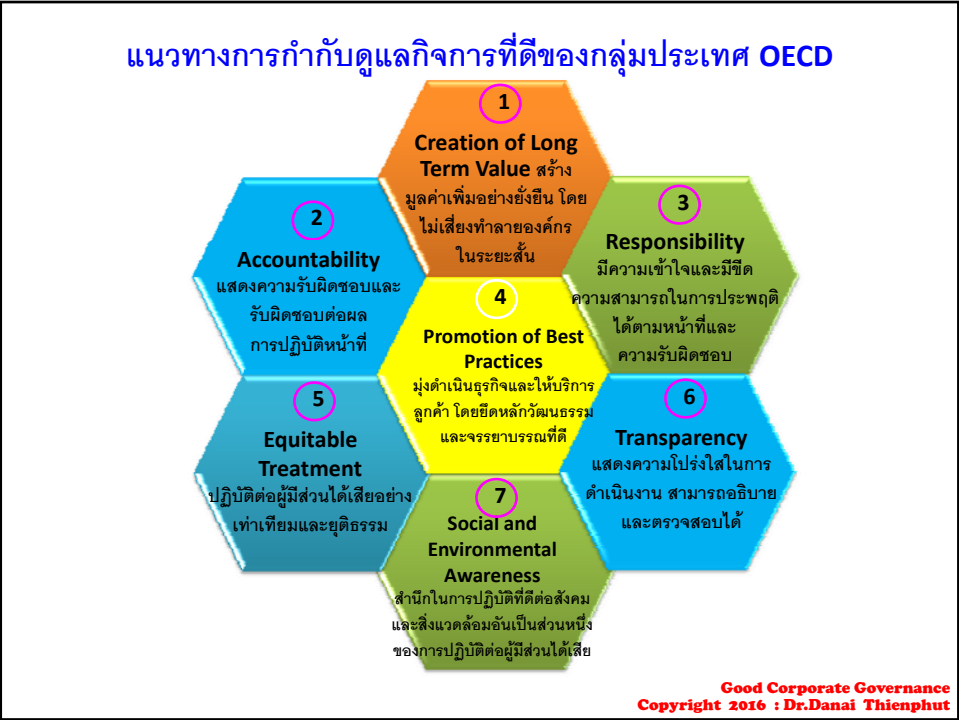 แนวทางการกำกับดูแลกิจการที่ดีของกลุ่มประเทศ OECD
1
Creation of Long
Term Value สร้าง
มูลค่าเพิ่มอย่างยั่งยืน โดย
ไม่เสี่ยงทำลายองค์กร
ในระยะสั้น
2
Accountability
แสดงความรับผิดชอบและ
รับผิดชอบต่อผล
การปฏิบัติหน้าที่
3
Responsibility
มีความเข้าใจและมีขีด
ความสามารถในการประพฤติ
ได้ตามหน้าที่และ
ความรับผิดชอบ
4
Promotion of Best
Practices
มุ่งดำเนินธุรกิจและให้บริการ
ลูกค้า โดยยึดหลักวัฒนธรรม
และจรรยาบรรณที่ดี
5
Equitable
Treatment
ปฏิบัติต่อผู้มีส่วนได้เสียอย่าง
เท่าเทียมและยุติธรรม
6
Transparency
แสดงความโปร่งใสในการ
ดำเนินงาน สามารถอธิบาย
และตรวจสอบได้
7
Social and
Environmental
Awareness
สำนึกในการปฏิบัติที่ดีต่อสังคม
และสิ่งแวดล้อมอันเป็นส่วนหนึ่ง
ของการปฏิบัติต่อผู้มีส่วนได้เสีย
Good Corporate Governance
Copyright 2016 : Dr.Danai Thienphut